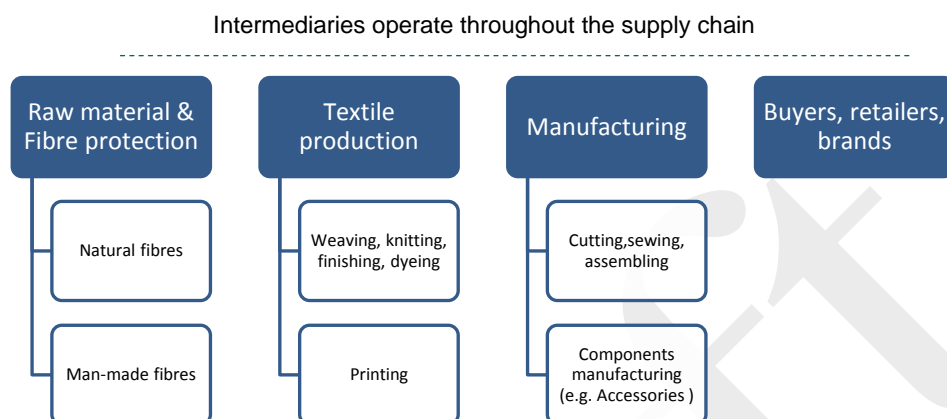 Intermediaries operate throughout the supply chain
Raw material &
Fibre protection
Natural fibres
Man-made fibres
Textile
production
Weaving, knitting,
finishing, dyeing
Printing
Manufacturing
Cutting,sewing,
assembling
Components
manufacturing
(e.g. Accessories )
Buyers, retailers,
brands